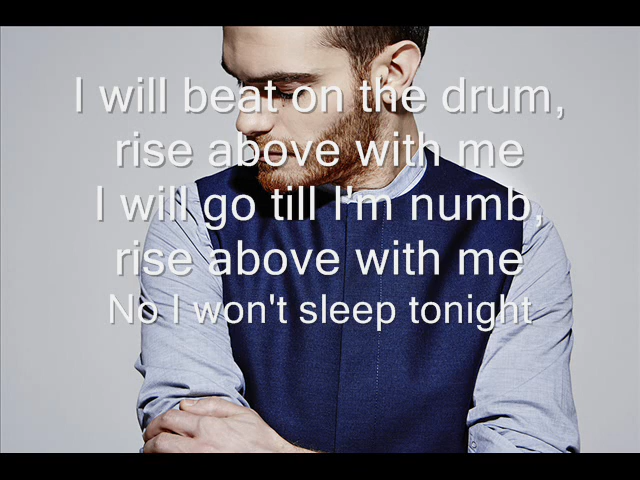 I will beat on the drum,
rise above with me
I will go till I'm numb,
rise above with me
No I won't sleep tonight